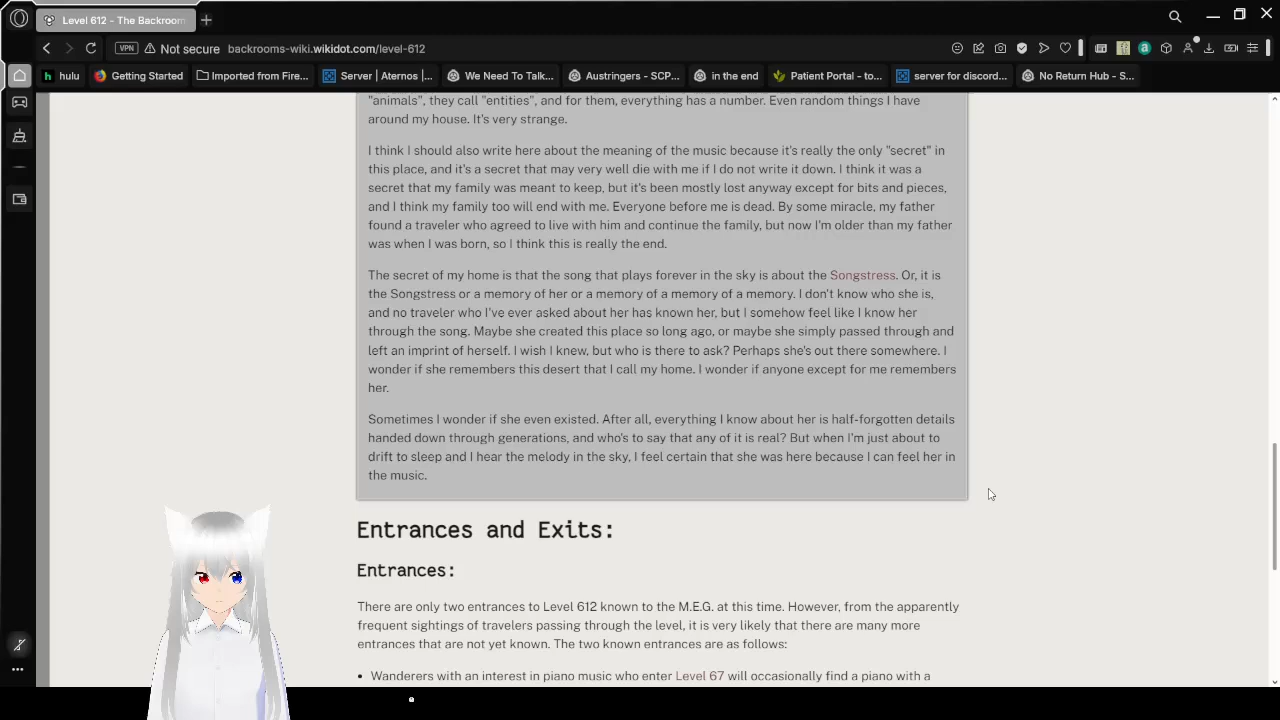 Level 612 - The Backroom
VPN
Not secure
backrooms-wiki.wikidot.com/level-612
hulu
Getting Started
Imported from Fire...
Server | Aternos |...
We Need To Talk...
Austringers - SCP...
in the end
Patient Portal - to...
server for discord...
No Return Hub - S...
"animals", they call "entities", and for them, everything has a number. Even random things I have
around my house. It's very strange.
I think I should also write here about the meaning of the music because it's really the only "secret" in
this place, and it's a secret that may very well die with me if I do not write it down. I think it was a
secret that my family was meant to keep, but it's been mostly lost anyway except for bits and pieces,
and I think my family too will end with me. Everyone before me is dead. By some miracle, my father
found a traveler who agreed to live with him and continue the family, but now I'm older than my father
was when I was born, so I think this is really the end.
The secret of my home is that the song that plays forever in the sky is about the Songstress. Or, it is
the Songstress or a memory of her or a memory of a memory of a memory. I don't know who she is,
and no traveler who I've ever asked about her has known her, but I somehow feel like I know her
through the song. Maybe she created this place so long ago, or maybe she simply passed through and
left an imprint of herself. I wish I knew, but who is there to ask? Perhaps she's out there somewhere. I
wonder if she remembers this desert that I call my home. I wonder if anyone except for me remembers
her.
Sometimes I wonder if she even existed. After all, everything I know about her is half-forgotten details
handed down through generations, and who's to say that any of it is real? But when I'm just about to
drift to sleep and I hear the melody in the sky, I feel certain that she was here because I can feel her in
the music.
Entrances and Exits:
Entrances:
There are only two entrances to Level 612 known to the M.E.G. at this time. However, from the apparently
frequent sightings of travelers passing through the level, it is very likely that there are many more
entrances that are not yet known. The two known entrances are as follows:
• Wanderers with an interest in piano music who enter Level 67 will occasionally find a piano with a